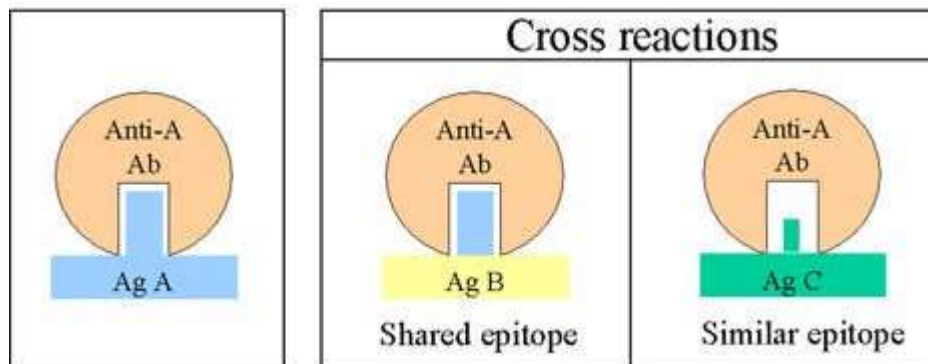 Cross reactions
Anti-A
Ab
Ag A
Anti-A
Ab
Ag B
Shared epitope
Anti-A
Ab
Ag C
Similar epitope